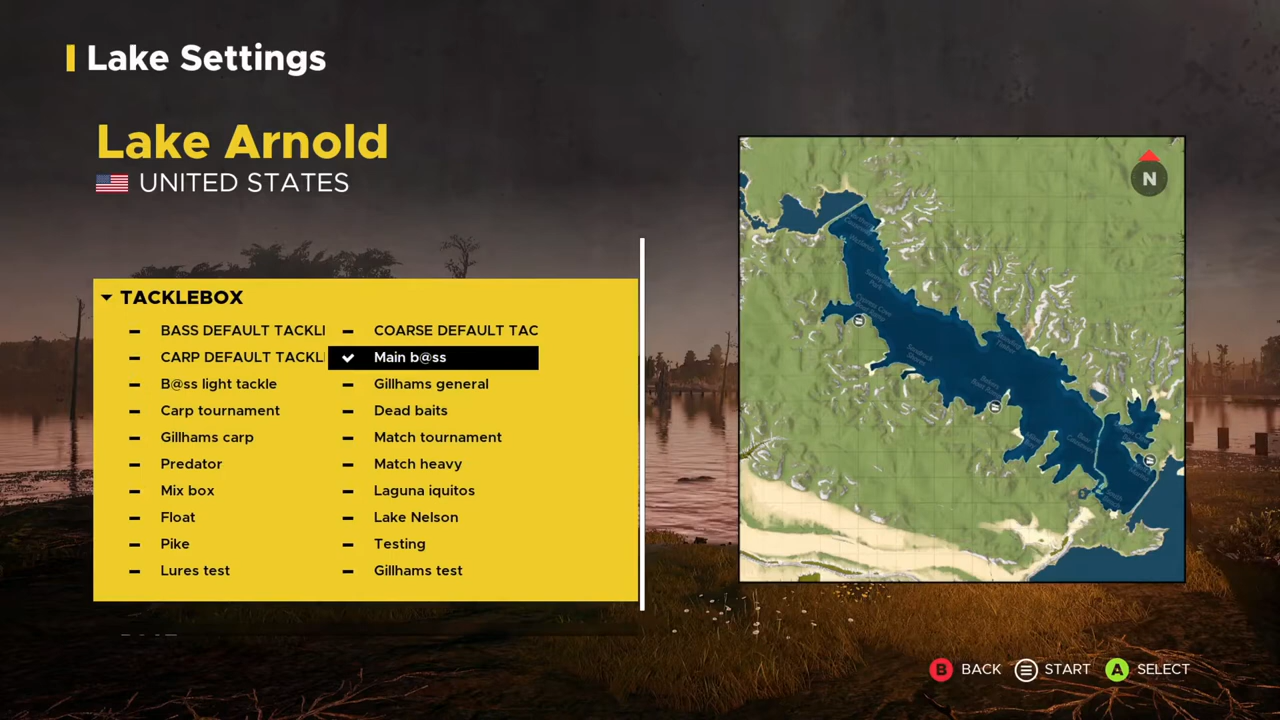 Lake Settings
Lake Arnold
UNITED STATES
N
TACKLEBOX
BASS DEFAULT TACKL COARSE DEFAULT TAC
CARP DEFAULT TACKL Main b@ss
B@ss light tackle Gillhams general
Carp tournament Dead baits
Gillhams carp Match tournament
Predator Match heavy
Mix box Laguna iquitos
Float Lake Nelson
Pike Testing
Lures test Gillhams test
B BACK START A SELECT